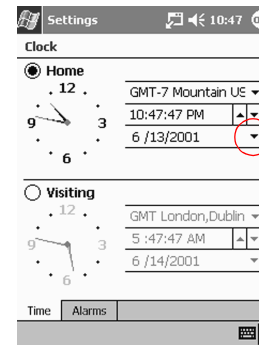 Settings 10:47
Clock
Home
12
9
3
6
GMT-7 Mountain US
10:47:47 PM
6 /13/2001
Visiting
12
9
3
6
GMT London,Dublin
5 :47:47 AM
6 /14/2001
Time Alarms